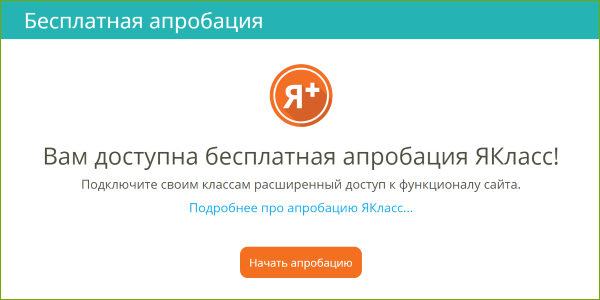 Бесплатная апробация
Я+
Вам доступна бесплатная апробация ЯКласс!
Подключите своим классам расширенный доступ к функционалу сайта.
Подробнее про апробацию ЯКласс...
Начать апробацию